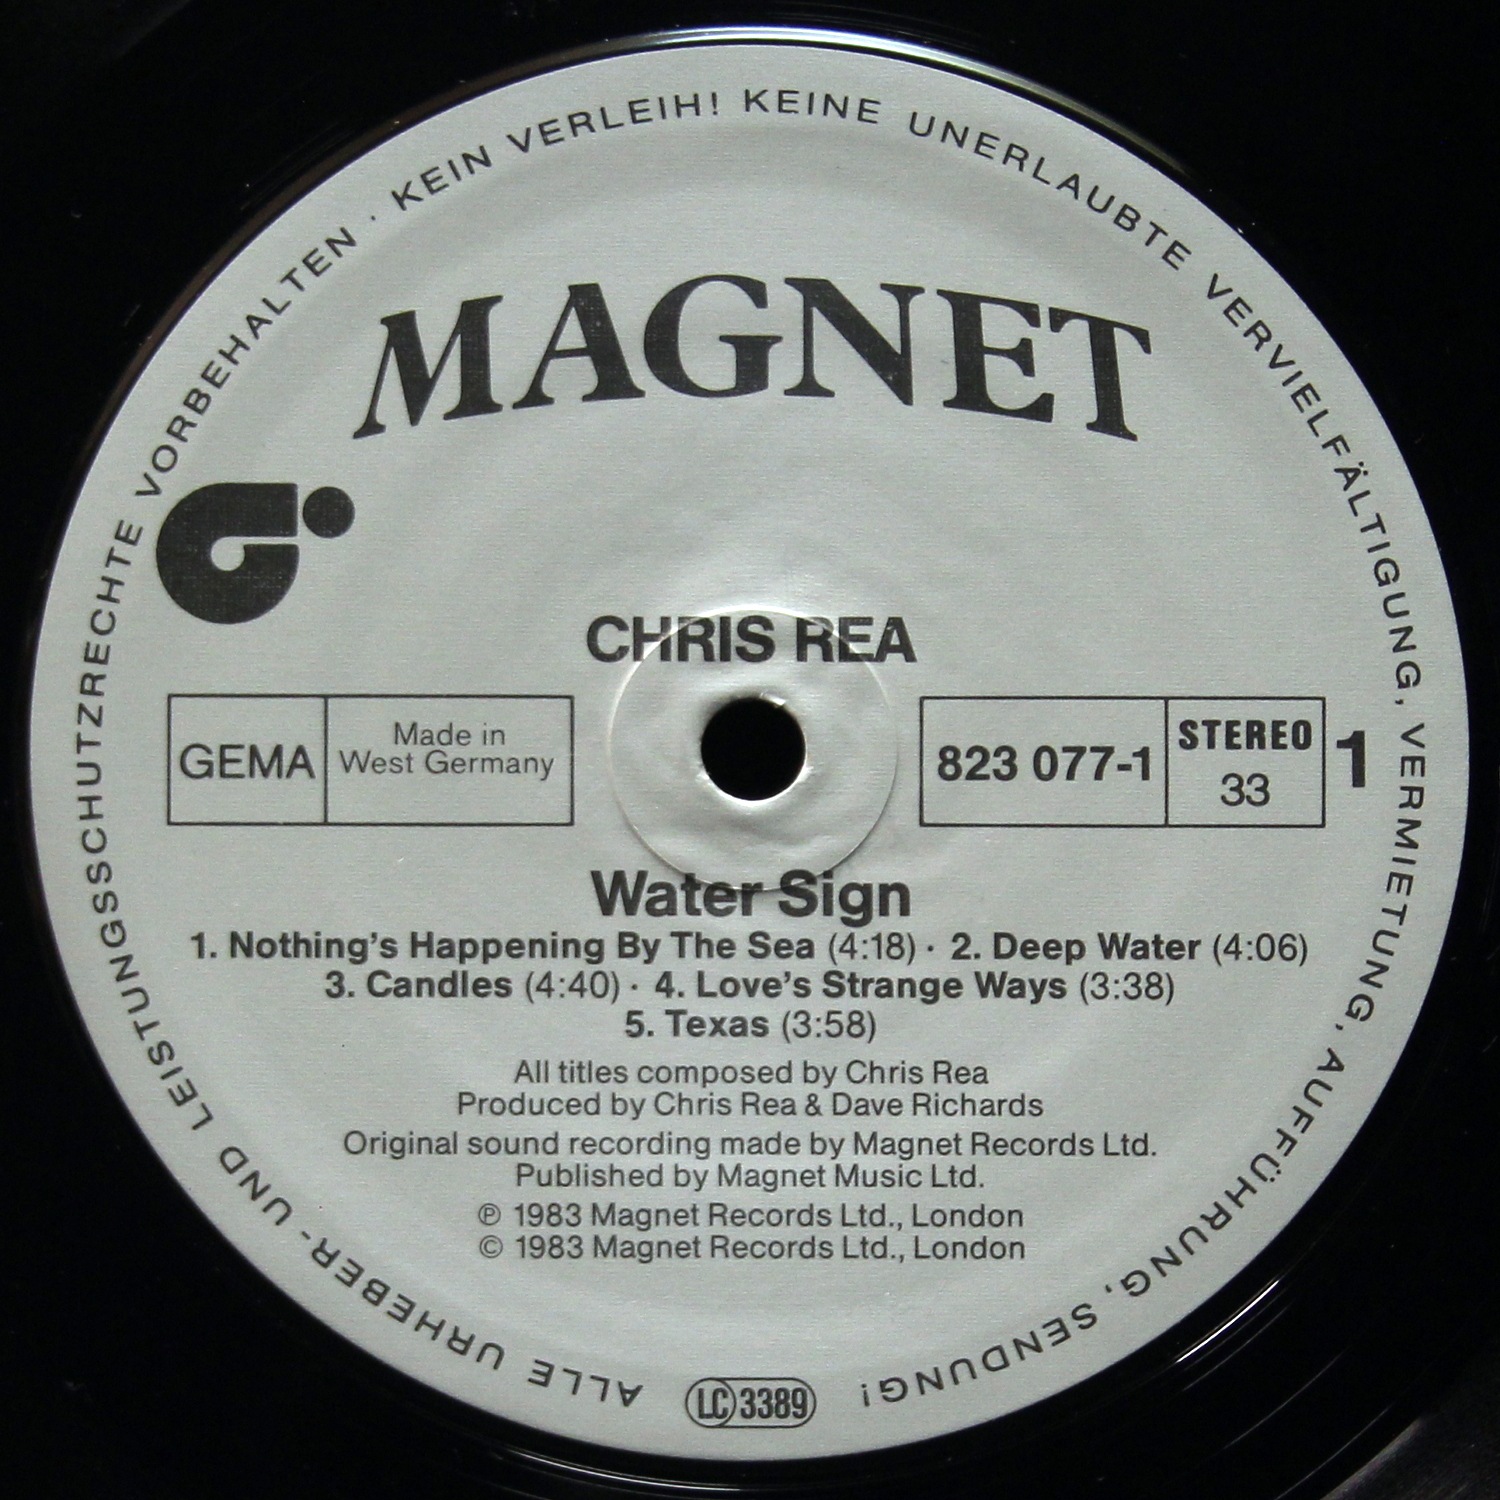 ALLE URHEBER- UND LEISTUNGSSCHUTZRECHTE VORBEHALTEN · KEIN VERLEIH! KEINE UNERLAUBTE VERVIELFÄLTIGUNG, VERMIETUNG, AUFFÜHRUNG, SENDUNG!
MAGNET
CHRIS REA
GEMA
Made in
West Germany
823 077-1
STEREO
33
1
Water Sign
1. Nothing's Happening By The Sea (4:18) · 2. Deep Water (4:06)
3. Candles (4:40) · 4. Love's Strange Ways (3:38)
5. Texas (3:58)
All titles composed by Chris Rea
Produced by Chris Rea & Dave Richards
Original sound recording made by Magnet Records Ltd.
Published by Magnet Music Ltd.
℗ 1983 Magnet Records Ltd., London
© 1983 Magnet Records Ltd., London
LC 3389